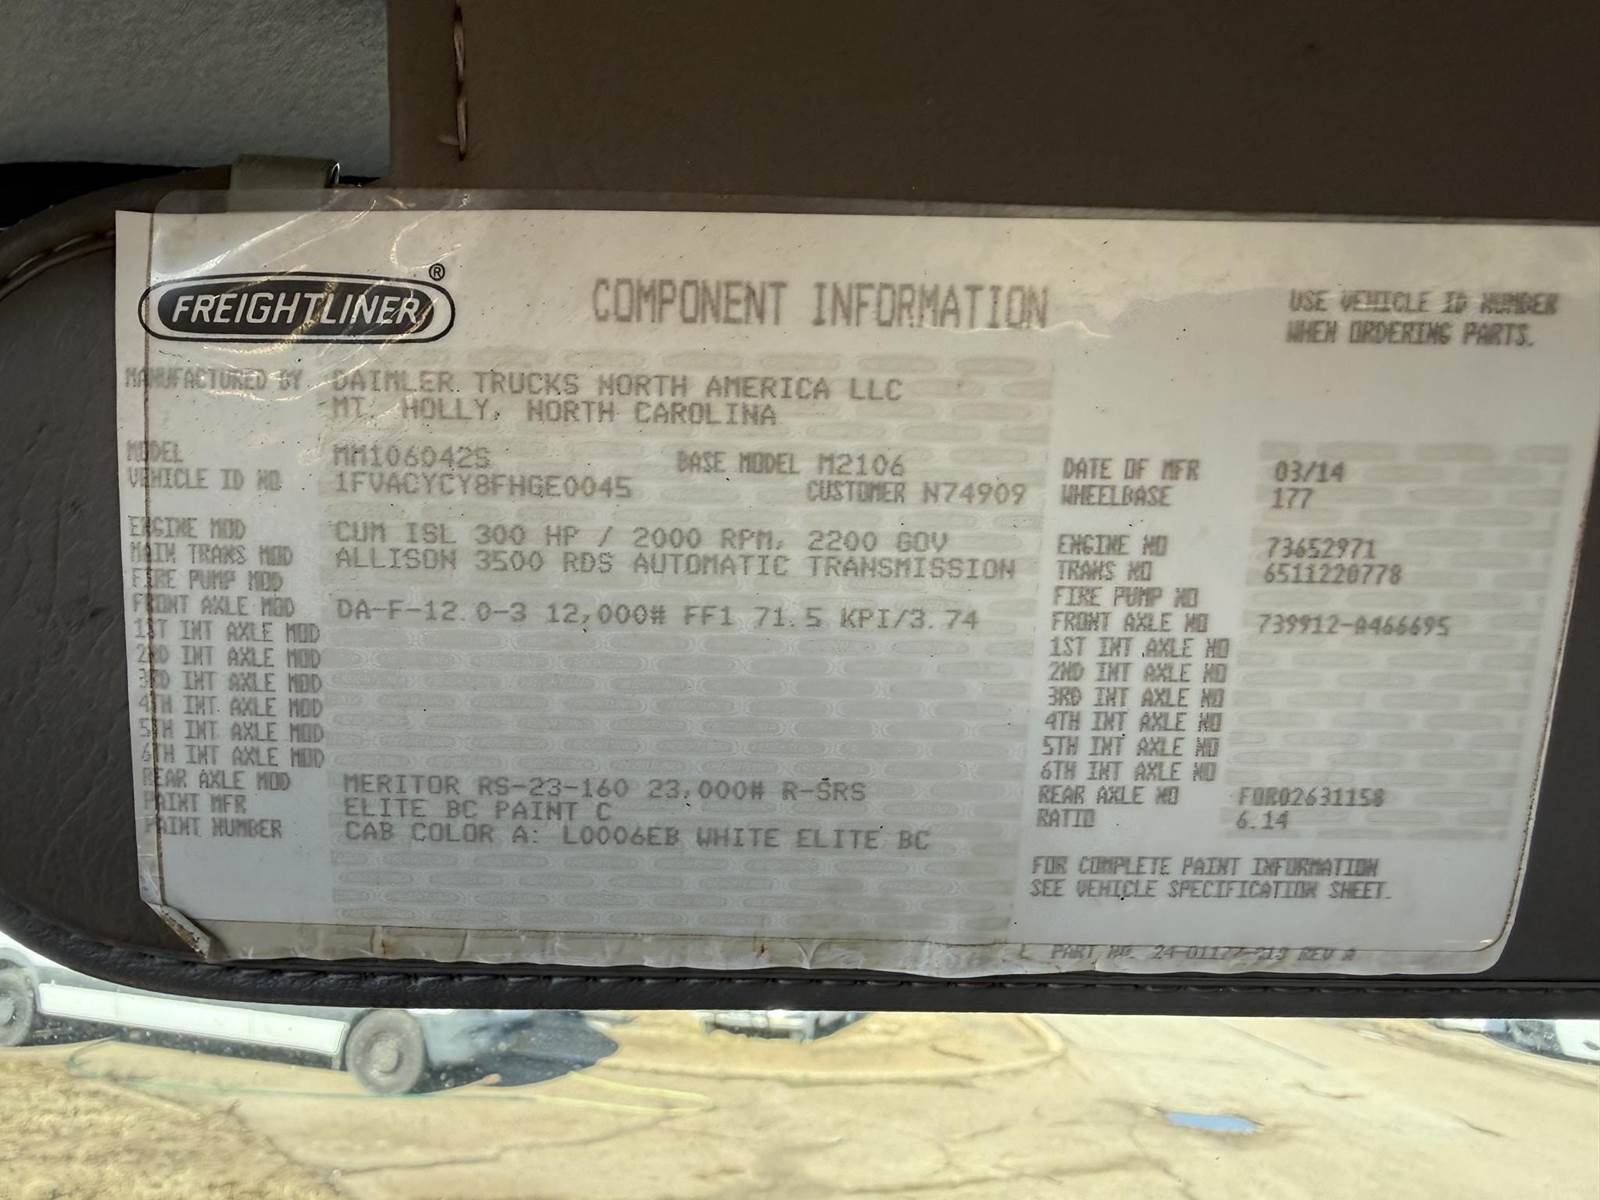 FREIGHTLINER ®
COMPONENT INFORMATION
USE VEHICLE ID NUMBER
WHEN ORDERING PARTS.
MANUFACTURED BY DAIMLER TRUCKS NORTH AMERICA LLC
MT. HOLLY, NORTH CAROLINA
MODEL MM106042S BASE MODEL M2106
VEHICLE ID NO 1FVACYCY8FHGE0045 CUSTOMER N74909
ENGINE MOD CUM ISL 300 HP / 2000 RPM, 2200 GOV
MAIN TRANS MOD ALLISON 3500 RDS AUTOMATIC TRANSMISSION
FIRE PUMP MOD
FRONT AXLE MOD DA-F-12.0-3 12,000# FF1 71.5 KPI/3.74
1ST INT AXLE MOD
2ND INT AXLE MOD
3RD INT AXLE MOD
4TH INT AXLE MOD
5TH INT AXLE MOD
6TH INT AXLE MOD
REAR AXLE MOD MERITOR RS-23-160 23,000# R-SRS
PAINT MFR ELITE BC PAINT C
PAINT NUMBER CAB COLOR A: L0006EB WHITE ELITE BC
DATE OF MFR 03/14
WHEELBASE 177
ENGINE NO 73652971
TRANS NO 6511220778
FIRE PUMP NO
FRONT AXLE NO 739912-A466695
1ST INT AXLE NO
2ND INT AXLE NO
3RD INT AXLE NO
4TH INT AXLE NO
5TH INT AXLE NO
6TH INT AXLE NO
REAR AXLE NO FOR02631158
RATIO 6.14
FOR COMPLETE PAINT INFORMATION
SEE VEHICLE SPECIFICATION SHEET.
PART NO. REV A